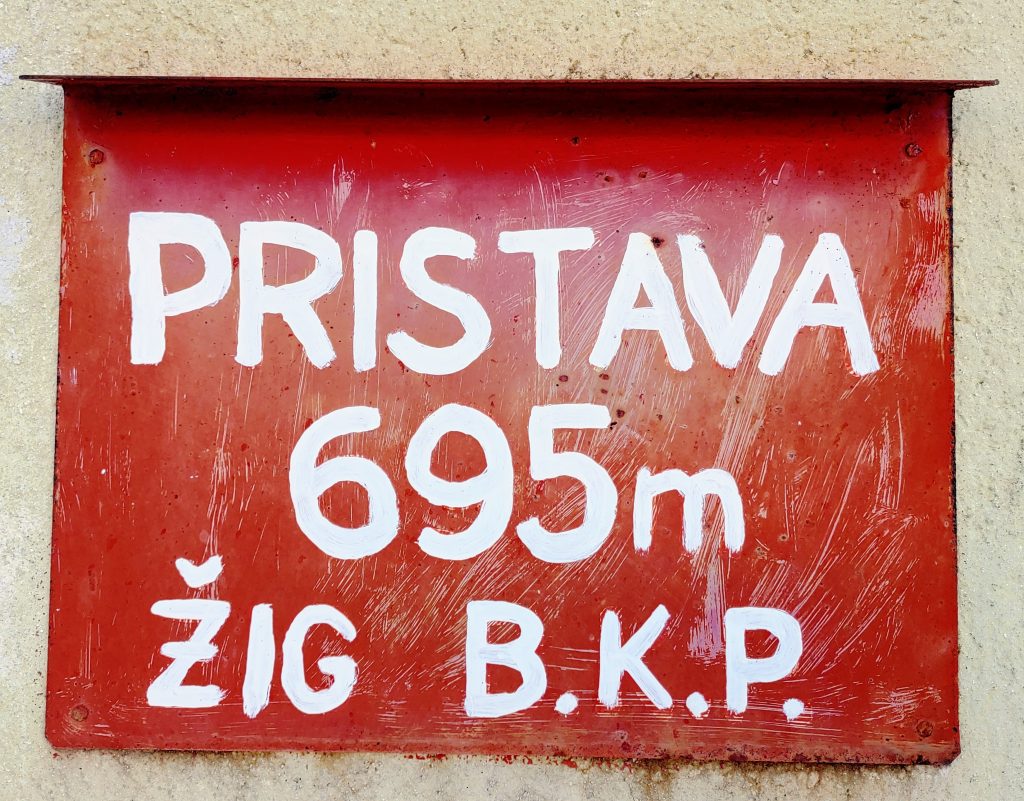 PRISTAVA
695m
ŽIG B.K.P.